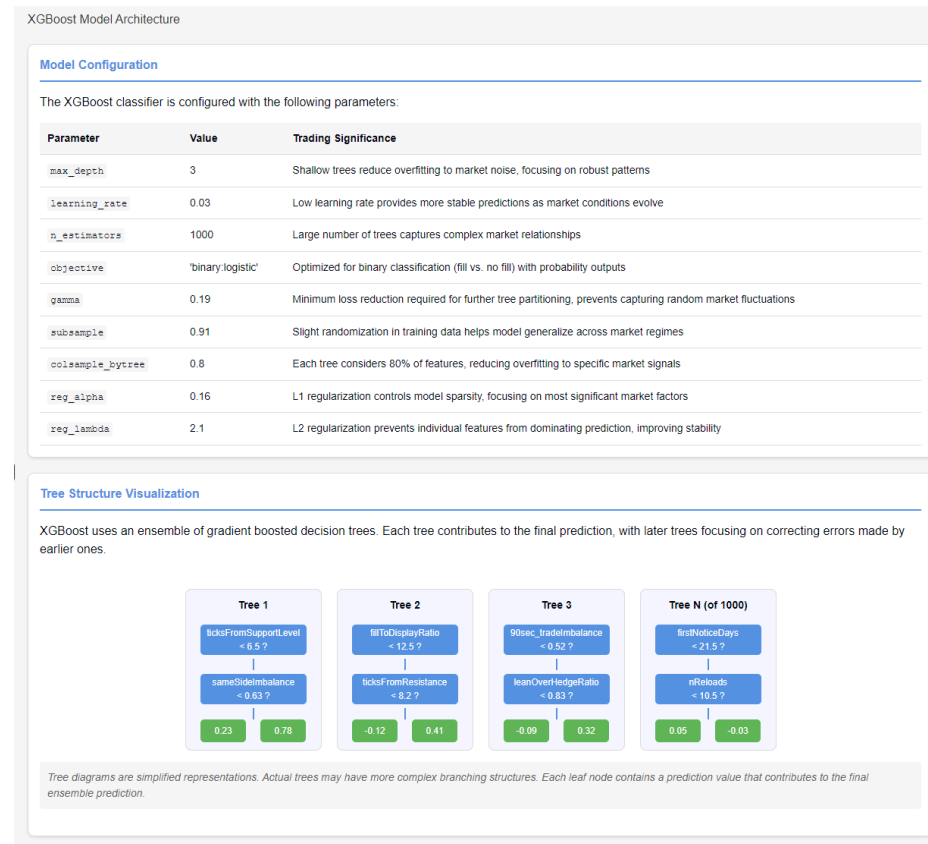 XGBoost Model Architecture
Model Configuration
The XGBoost classifier is configured with the following parameters:
Parameter Value Trading Significance
max_depth 3 Shallow trees reduce overfitting to market noise, focusing on robust patterns
learning_rate 0.03 Low learning rate provides more stable predictions as market conditions evolve
n_estimators 1000 Large number of trees captures complex market relationships
objective 'binary:logistic' Optimized for binary classification (fill vs. no fill) with probability outputs
gamma 0.19 Minimum loss reduction required for further tree partitioning, prevents capturing random market fluctuations
subsample 0.91 Slight randomization in training data helps model generalize across market regimes
colsample_bytree 0.8 Each tree considers 80% of features, reducing overfitting to specific market signals
reg_alpha 0.16 L1 regularization controls model sparsity, focusing on most significant market factors
reg_lambda 2.1 L2 regularization prevents individual features from dominating prediction, improving stability
Tree Structure Visualization
XGBoost uses an ensemble of gradient boosted decision trees. Each tree contributes to the final prediction, with later trees focusing on correcting errors made by
earlier ones.
Tree 1
ticksFromSupportLevel
< 6.5 ?
sameSideImbalance
< 0.63 ?
0.23 0.78
Tree 2
fillToDisplayRatio
< 12.5 ?
ticksFromResistance
< 8.2 ?
-0.12 0.41
Tree 3
90sec_tradeImbalance
< 0.52 ?
leanOverHedgeRatio
< 0.83 ?
-0.09 0.32
Tree N (of 1000)
firstNoticeDays
< 21.5 ?
nReloads
< 10.5 ?
0.05 -0.03
Tree diagrams are simplified representations. Actual trees may have more complex branching structures. Each leaf node contains a prediction value that contributes to the final
ensemble prediction.